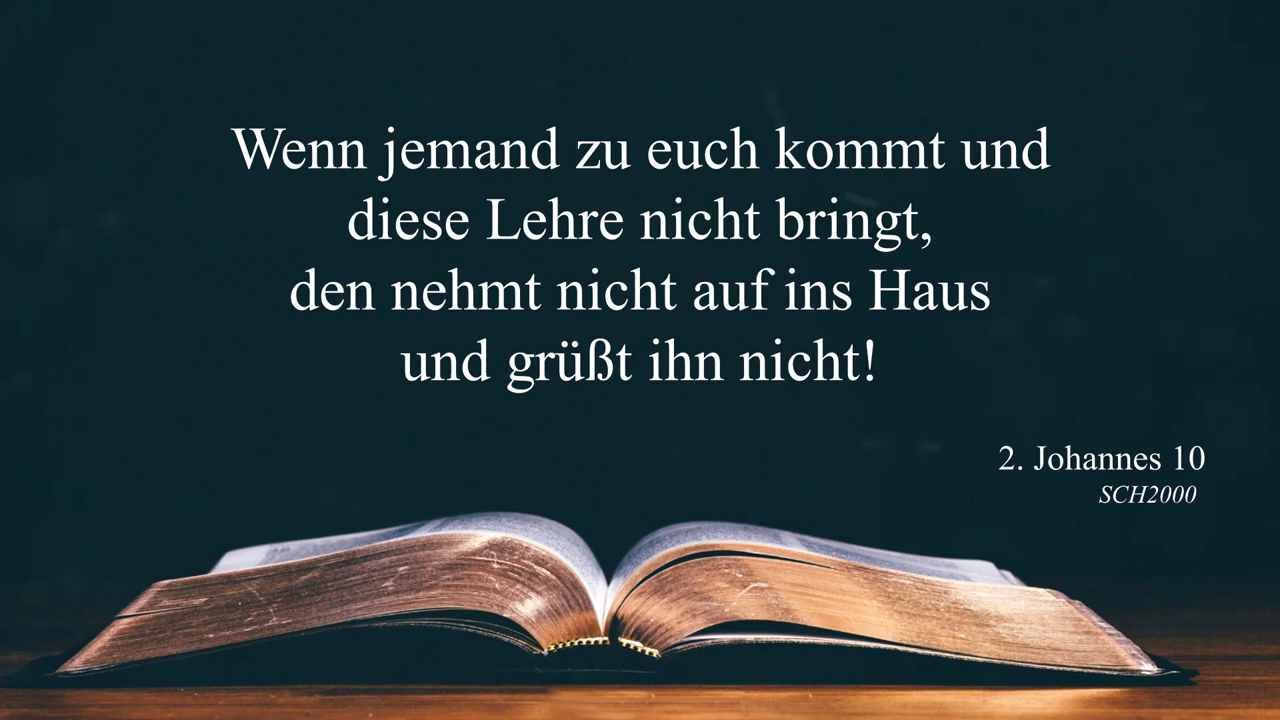 Wenn jemand zu euch kommt und
diese Lehre nicht bringt,
den nehmt nicht auf ins Haus
und grüßt ihn nicht!
2. Johannes 10
SCH2000